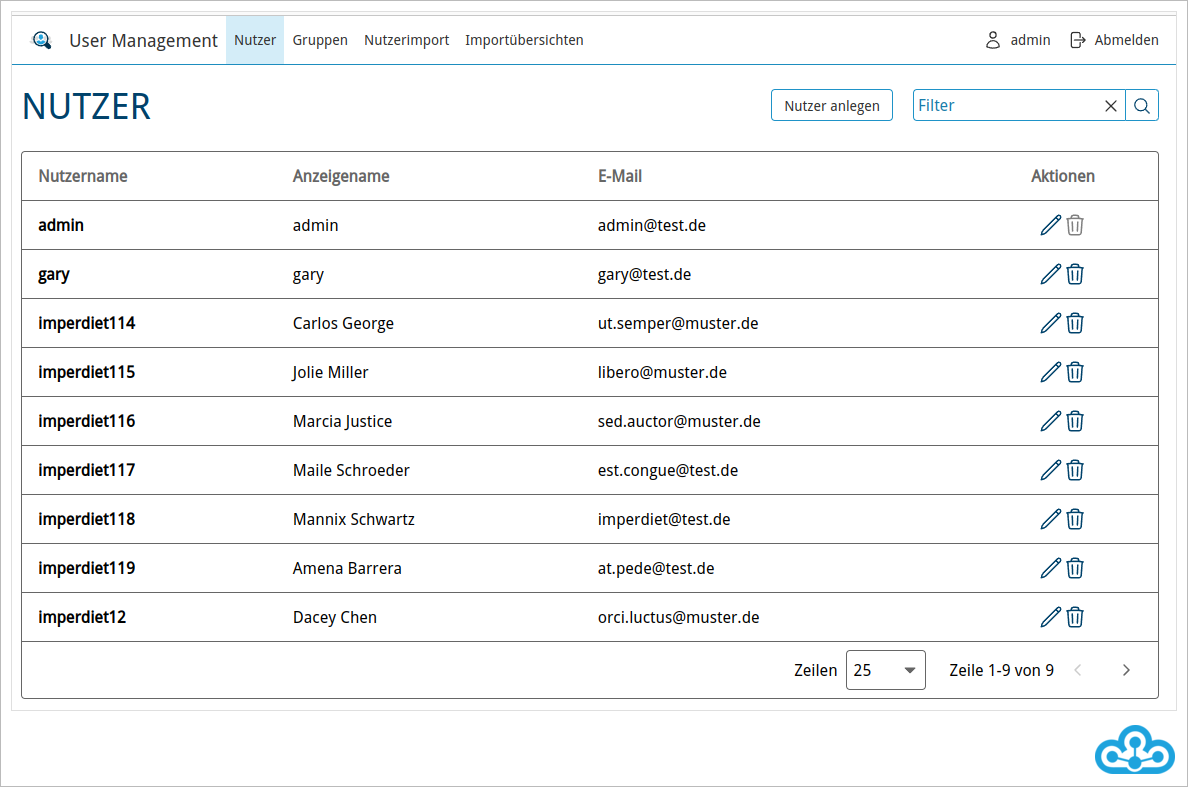 User Management Nutzer Gruppen Nutzerimport Importübersichten admin Abmelden
NUTZER Nutzer anlegen Filter
Nutzername Anzeigename E-Mail Aktionen
admin admin admin@test.de
gary gary gary@test.de
imperdiet114 Carlos George ut.semper@muster.de
imperdiet115 Jolie Miller libero@muster.de
imperdiet116 Marcia Justice sed.auctor@muster.de
imperdiet117 Maile Schroeder est.congue@test.de
imperdiet118 Mannix Schwartz imperdiet@test.de
imperdiet119 Amena Barrera at.pede@test.de
imperdiet12 Dacey Chen orci.luctus@muster.de
Zeilen 25 Zeile 1-9 von 9